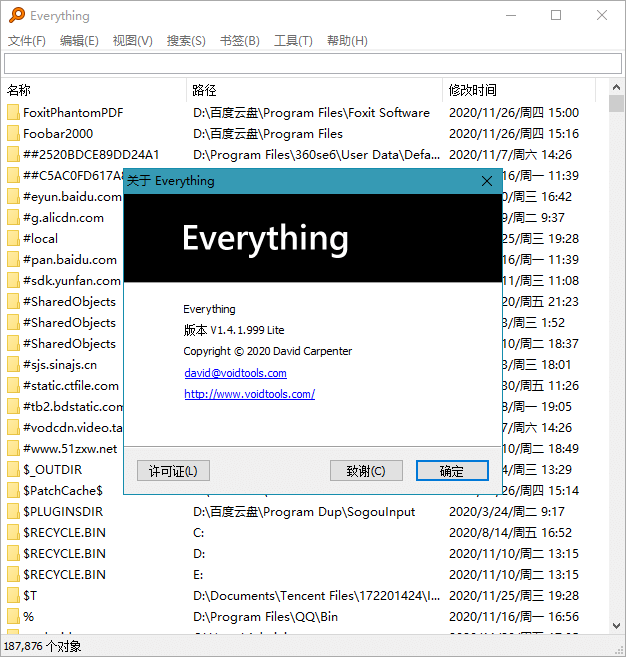 Everything
文件(F) 编辑(E) 视图(V) 搜索(S) 书签(B) 工具(T) 帮助(H)
名称 路径 修改时间
FoxitPhantomPDF D:\百度云盘\Program Files\Foxit Software 2020/11/26/周四 15:00
Foobar2000 D:\百度云盘\Program Files 2020/11/26/周四 15:16
##2520BDCE89DD24A1 D:\Program Files\360se6\User Data\Defa... 2020/11/7/周六 14:26
##C5AC0FD617A 16/周一 11:39
#eyun.baidu.com /周三 16:42
#g.alicdn.com /周二 9:37
#local 25/周三 19:28
#pan.baidu.com 16/周一 11:39
#sdk.yunfan.com 11/周三 11:08
#SharedObjects 20/周五 21:23
#SharedObjects /周三 1:52
#SharedObjects 10/周二 18:37
#sjs.sinajs.cn /周三 18:01
#static.ctfile.com 30/周五 11:26
#tb2.bdstatic.com /周一 19:05
#vodcdn.video.ta /周六 14:26
#www.51zxw.net 10/周二 18:49
$_OUTDIR /周三 13:29
$PatchCache$ 26/周四 15:14
$PLUGINSDIR D:\百度云盘\Program Dup\SogouInput 2020/3/24/周二 9:17
$RECYCLE.BIN C: 2020/8/14/周五 16:52
$RECYCLE.BIN D: 2020/11/10/周二 13:15
$RECYCLE.BIN E: 2020/11/10/周二 13:15
$T D:\Documents\Tencent Files\172201424\I... 2020/11/25/周三 19:28
% D:\Program Files\QQ\Bin 2020/11/16/周一 16:56
187,876 个对象
关于 Everything
Everything
Everything
版本 V1.4.1.999 Lite
Copyright © 2020 David Carpenter
david@voidtools.com
http://www.voidtools.com/
许可证(L) 致谢(C) 确定